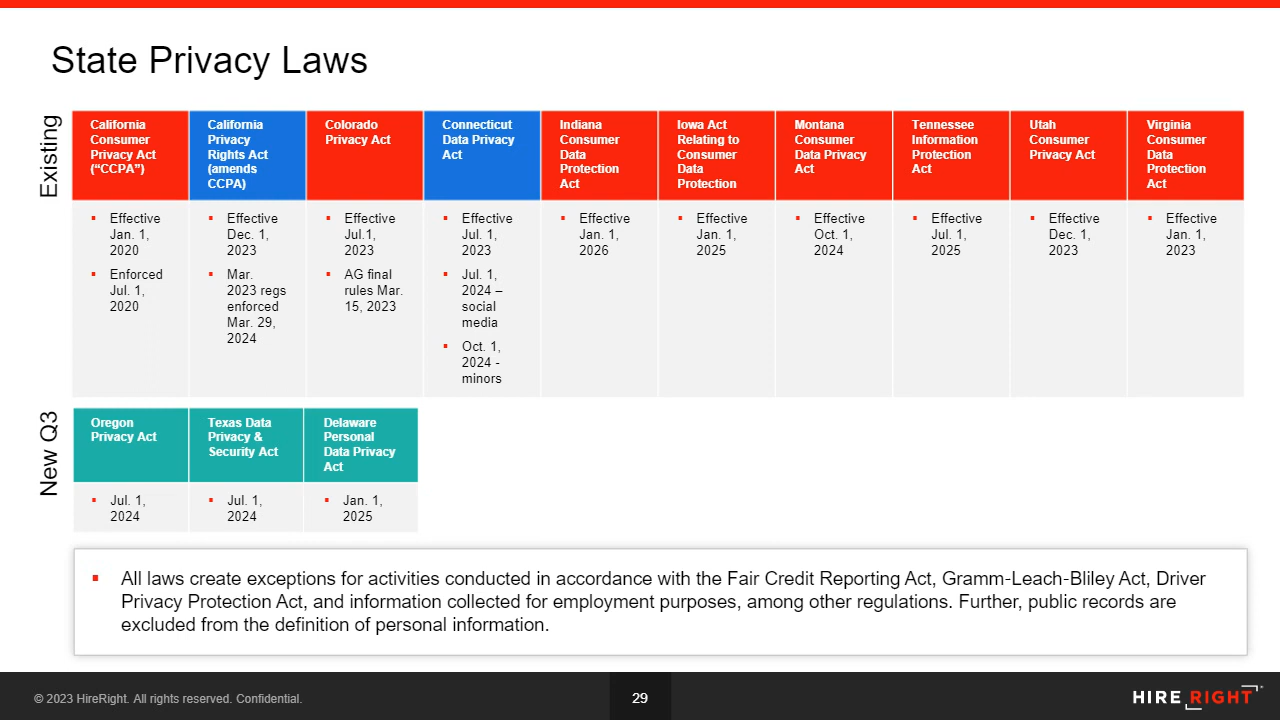 State Privacy Laws
Existing
California
Consumer
Privacy Act
(“CCPA”)
California
Privacy
Rights Act
(amends
CCPA)
Colorado
Privacy Act
Connecticut
Data Privacy
Act
Indiana
Consumer
Data
Protection
Act
Iowa Act
Relating to
Consumer
Data
Protection
Montana
Consumer
Data Privacy
Act
Tennessee
Information
Protection
Act
Utah
Consumer
Privacy Act
Virginia
Consumer
Data
Protection
Act
▪ Effective
Jan. 1,
2020
▪ Enforced
Jul. 1,
2020
▪ Effective
Dec. 1,
2023
▪ Mar.
2023 regs
enforced
Mar. 29,
2024
▪ Effective
Jul.1,
2023
▪ AG final
rules Mar.
15, 2023
▪ Effective
Jul. 1,
2023
▪ Jul. 1,
2024 –
social
media
▪ Oct. 1,
2024 -
minors
▪ Effective
Jan. 1,
2026
▪ Effective
Jan. 1,
2025
▪ Effective
Oct. 1,
2024
▪ Effective
Jul. 1,
2025
▪ Effective
Dec. 1,
2023
▪ Effective
Jan. 1,
2023
New Q3
Oregon
Privacy Act
Texas Data
Privacy &
Security Act
Delaware
Personal
Data Privacy
Act
▪ Jul. 1,
2024
▪ Jul. 1,
2024
▪ Jan. 1,
2025
▪ All laws create exceptions for activities conducted in accordance with the Fair Credit Reporting Act, Gramm-Leach-Bliley Act, Driver
Privacy Protection Act, and information collected for employment purposes, among other regulations. Further, public records are
excluded from the definition of personal information.
© 2023 HireRight. All rights reserved. Confidential.
29
HIRE RIGHT